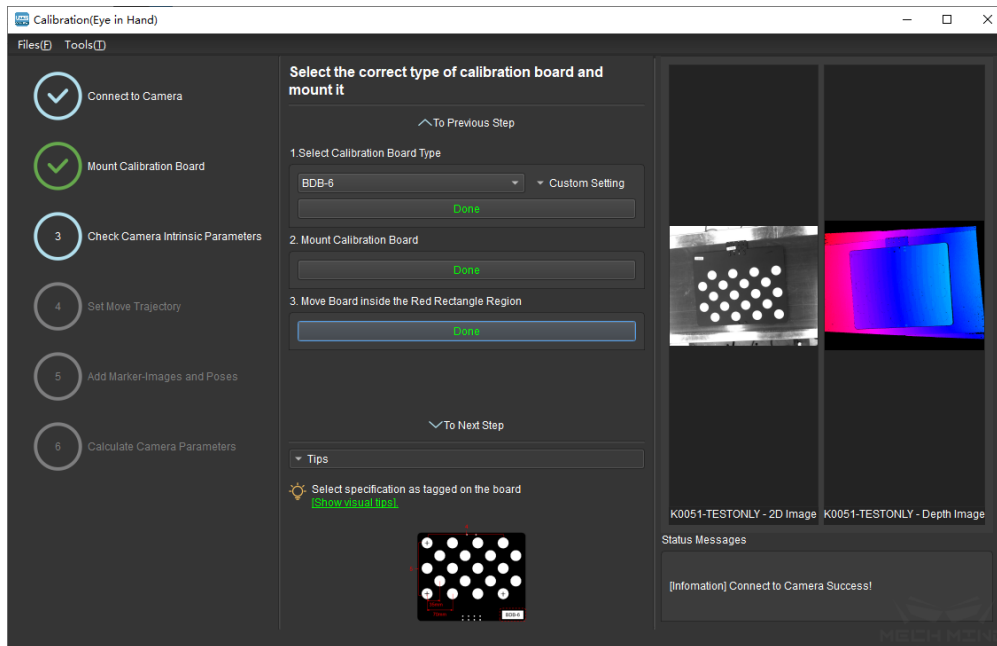 Calibration(Eye in Hand)
Files(F) Tools(T)
Connect to Camera
Mount Calibration Board
3 Check Camera Intrinsic Parameters
4 Set Move Trajectory
5 Add Marker-Images and Poses
6 Calculate Camera Parameters
Select the correct type of calibration board and
mount it
To Previous Step
1.Select Calibration Board Type
BDB-6 Custom Setting
Done
2. Mount Calibration Board
Done
3. Move Board inside the Red Rectangle Region
Done
To Next Step
Tips
Select specification as tagged on the board
[Show visual tips].
BDB-6
K0051-TESTONLY - 2D Image K0051-TESTONLY - Depth Image
Status Messages
[Infomation] Connect to Camera Success!
MECH MIND